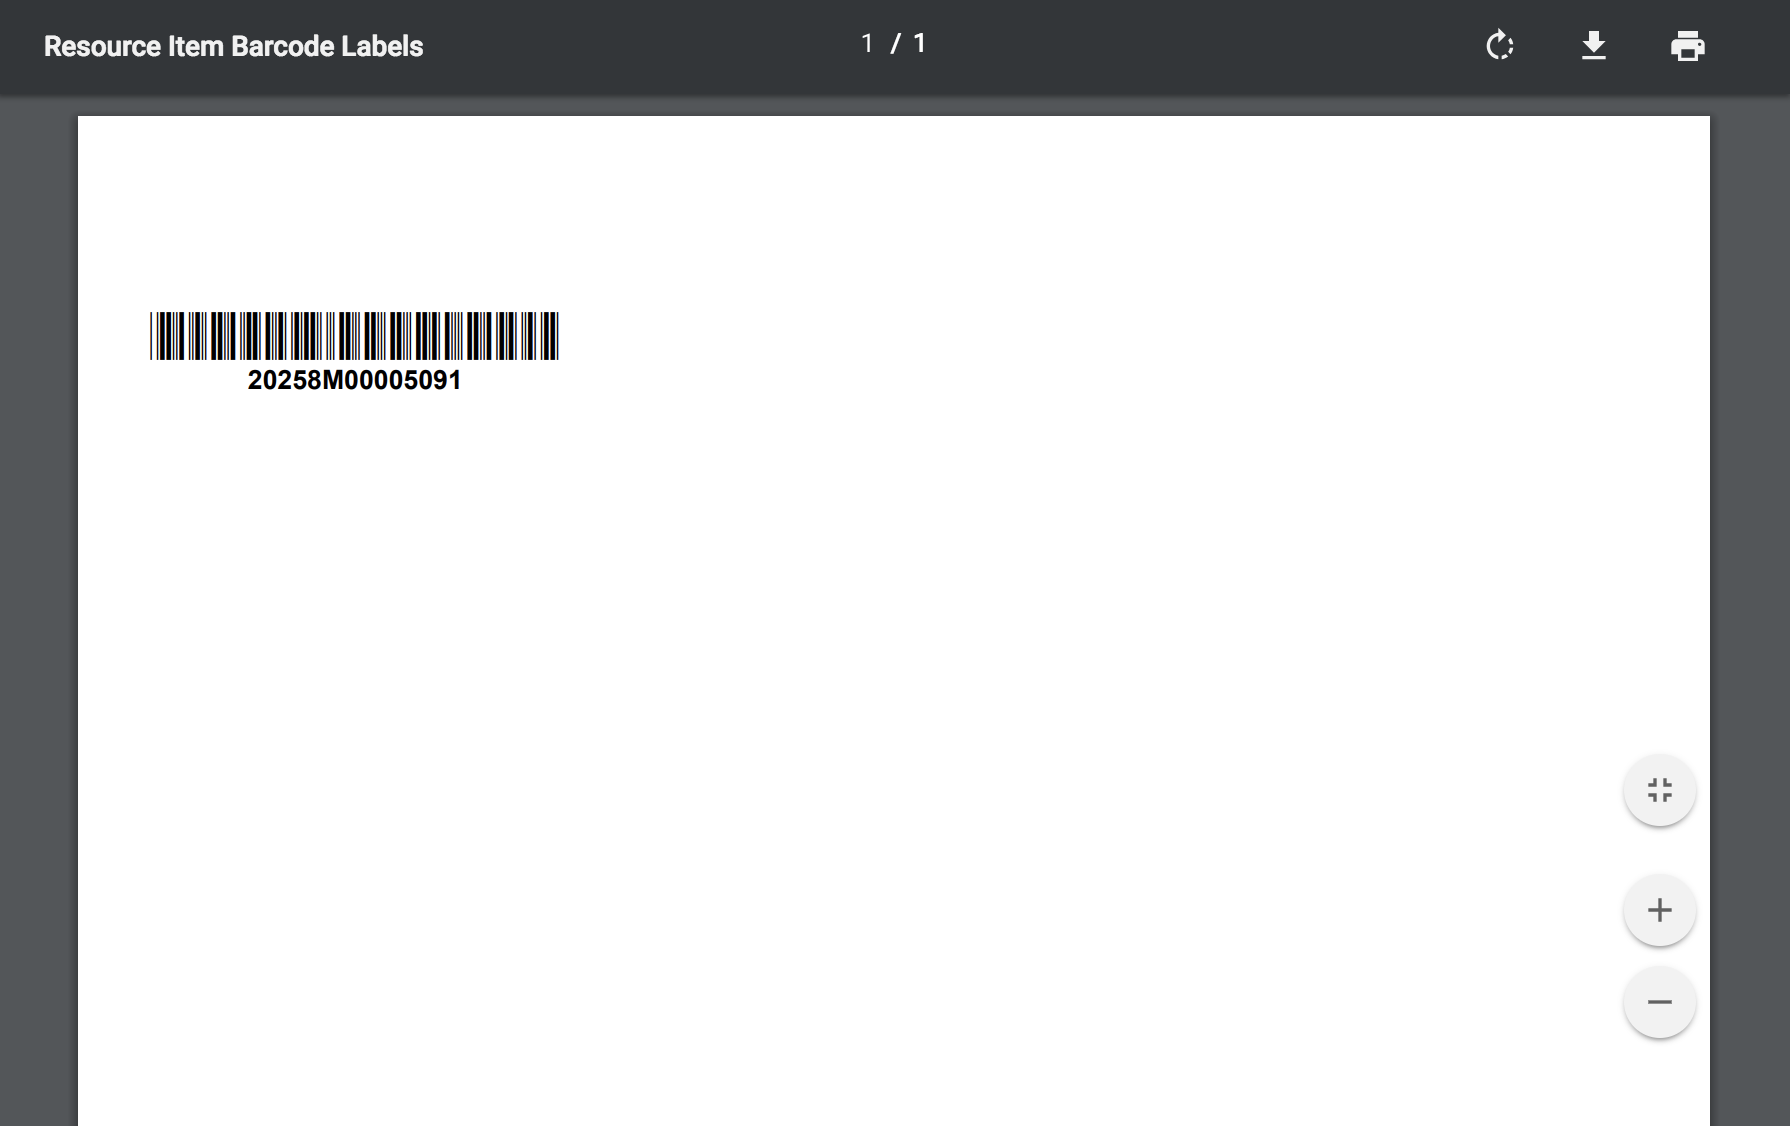 Resource Item Barcode Labels
1 / 1
20258M00005091